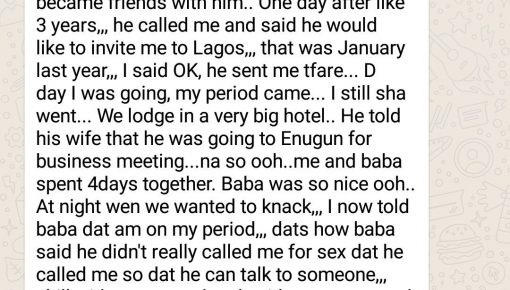 became friends with him.. One day after like
3 years,,, he called me and said he would
like to invite me to Lagos,,, that was January
last year,,, I said OK, he sent me tfare... D
day I was going, my period came... I still sha
went... We lodge in a very big hotel.. He told
his wife that he was going to Enugun for
business meeting...na so ooh..me and baba
spent 4days together. Baba was so nice ooh..
At night wen we wanted to knack,,, I now told
baba dat am on my period,,, dats how baba
said he didn't really called me for sex dat he
called me so dat he can talk to someone,,,